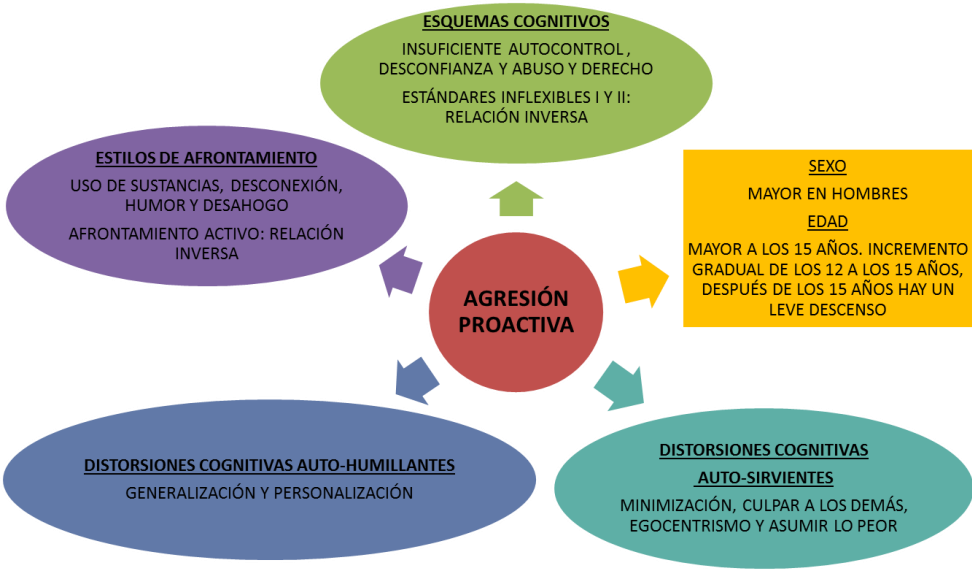 ESQUEMAS COGNITIVOS
INSUFICIENTE AUTOCONTROL ,
DESCONFIANZA Y ABUSO Y DERECHO
ESTÁNDARES INFLEXIBLES I Y II:
RELACIÓN INVERSA
ESTILOS DE AFRONTAMIENTO
USO DE SUSTANCIAS, DESCONEXIÓN,
HUMOR Y DESAHOGO
AFRONTAMIENTO ACTIVO: RELACIÓN
INVERSA
SEXO
MAYOR EN HOMBRES
EDAD
MAYOR A LOS 15 AÑOS. INCREMENTO
GRADUAL DE LOS 12 A LOS 15 AÑOS,
DESPUÉS DE LOS 15 AÑOS HAY UN
LEVE DESCENSO
AGRESIÓN
PROACTIVA
DISTORSIONES COGNITIVAS AUTO-HUMILLANTES
GENERALIZACIÓN Y PERSONALIZACIÓN
DISTORSIONES COGNITIVAS
AUTO-SIRVIENTES
MINIMIZACIÓN, CULPAR A LOS DEMÁS,
EGOCENTRISMO Y ASUMIR LO PEOR